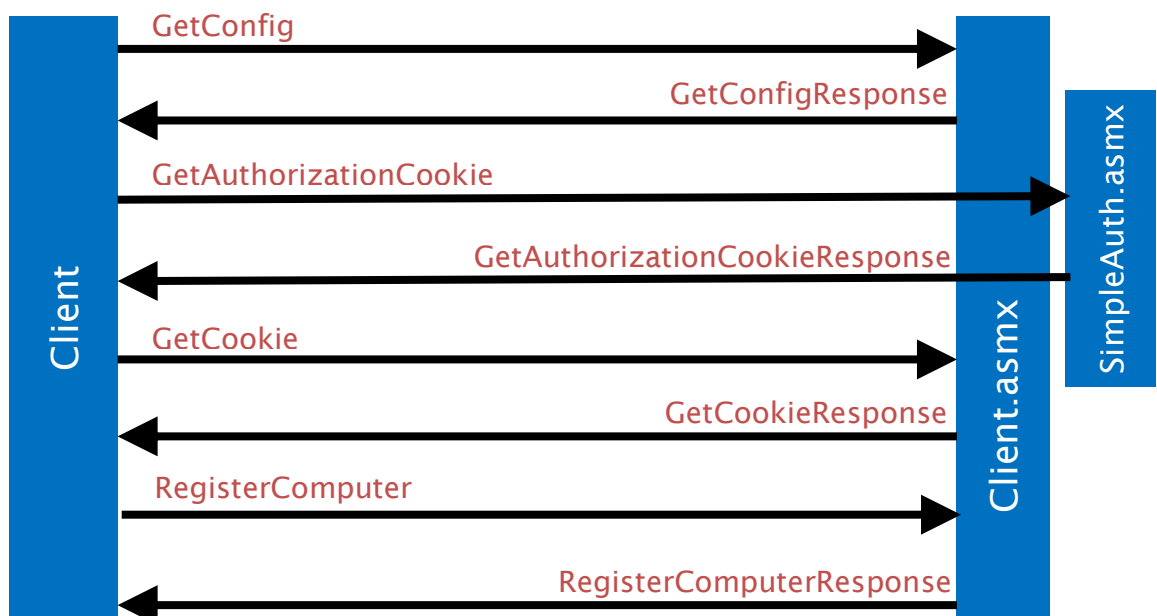 GetConfig
GetConfigResponse
GetAuthorizationCookie
GetAuthorizationCookieResponse
GetCookie
GetCookieResponse
RegisterComputer
RegisterComputerResponse
Client
Client.asmx
SimpleAuth.asmx